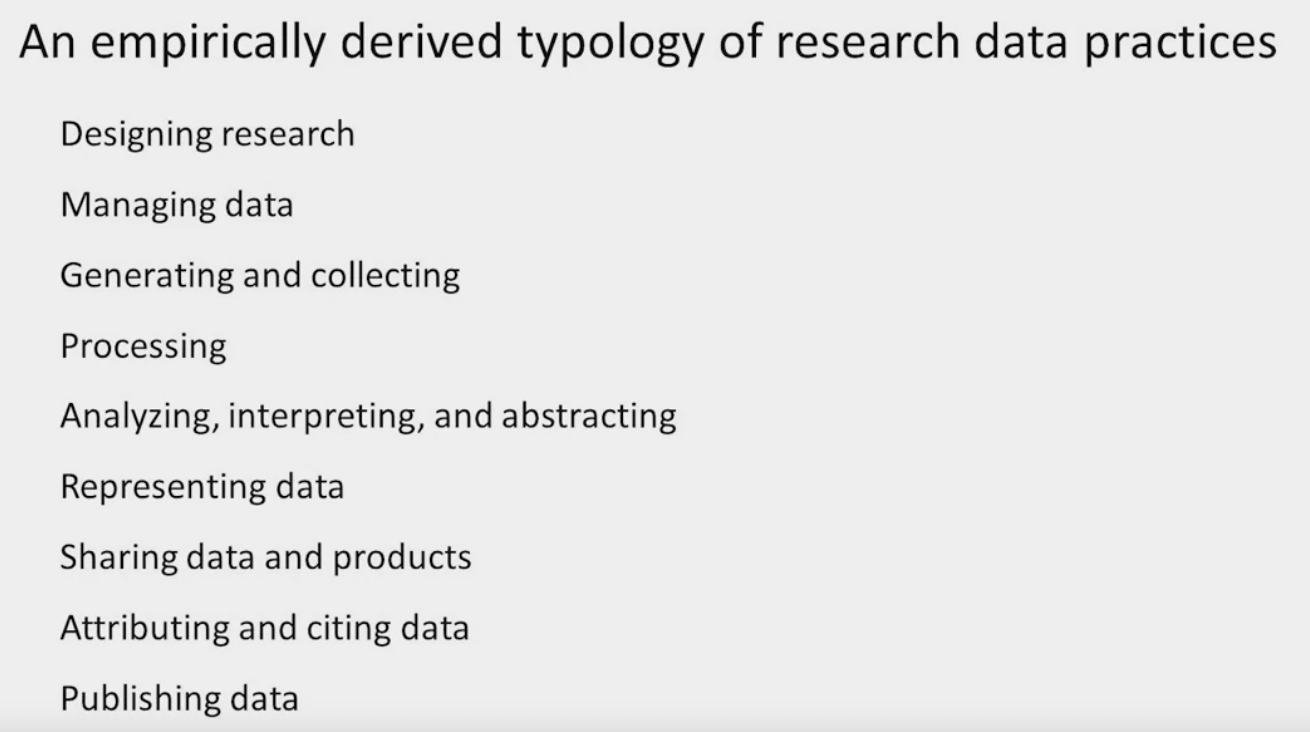 An empirically derived typology of research data practices
Designing research
Managing data
Generating and collecting
Processing
Analyzing, interpreting, and abstracting
Representing data
Sharing data and products
Attributing and citing data
Publishing data